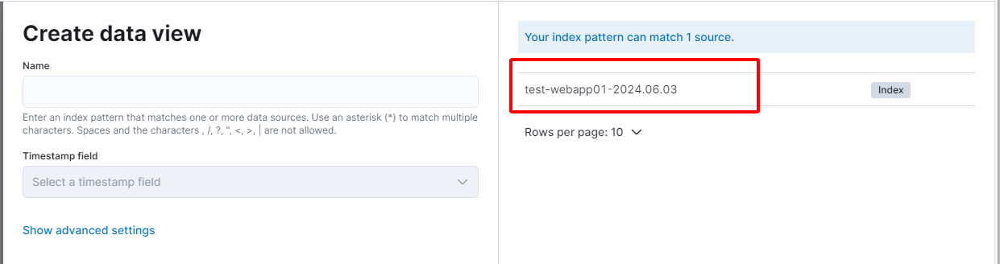 Create data view
Name
Enter an index pattern that matches one or more data sources. Use an asterisk (*) to match multiple
characters. Spaces and the characters , /, ?, ", <, >, | are not allowed.
Timestamp field
Select a timestamp field
Show advanced settings
Your index pattern can match 1 source.
test-webapp01-2024.06.03 Index
Rows per page: 10